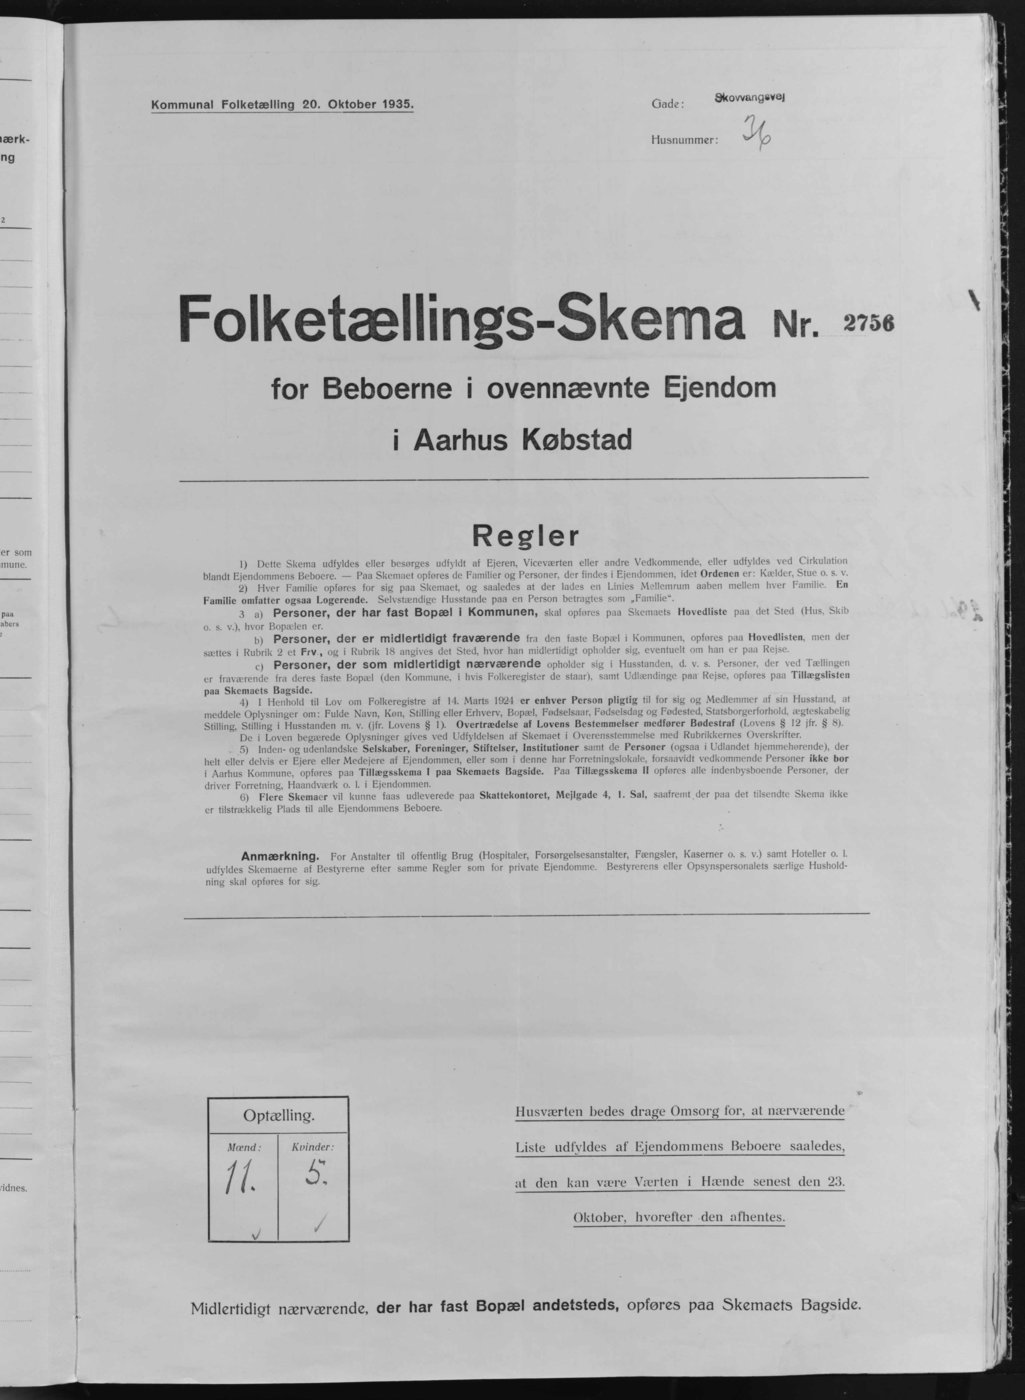 Kommunal Folketælling 20. Oktober 1935.
Gade: Skovvangsvej
Husnummer: 36
Folketællings-Skema Nr. 2756
for Beboerne i ovennævnte Ejendom
i Aarhus Købstad
Regler
1) Dette Skema udfyldes eller besørges udfyldt af Ejeren, Viceværten eller andre Vedkommende, eller udfyldes ved Cirkulation
blandt Ejendommens Beboere. — Paa Skemaet opføres de Familier og Personer, der findes i Ejendommen, idet Ordenen er: Kælder, Stue o. s. v.
2) Hver Familie opføres for sig paa Skemaet, og saaledes at der lades en Linies Mellemrum aaben mellem hver Familie. En
Familie omfatter ogsaa Logerende. Selvstændige Husstande paa en Person betragtes som „Familie“.
3 a) Personer, der har fast Bopæl i Kommunen, skal opføres paa Skemaets Hovedliste paa det Sted (Hus, Skib
o. s. v.), hvor Bopælen er.
b) Personer, der er midlertidigt fraværende fra den faste Bopæl i Kommunen, opføres paa Hovedlisten, men der
sættes i Rubrik 2 et Frv., og i Rubrik 18 angives det Sted, hvor han midlertidigt opholder sig, eventuelt om han er paa Rejse.
c) Personer, der som midlertidigt nærværende opholder sig i Husstanden, d. v. s. Personer, der ved Tællingen
er fraværende fra deres faste Bopæl (den Kommune, i hvis Folkeregister de staar), samt Udlændinge paa Rejse, opføres paa Tillægslisten
paa Skemaets Bagside.
4) I Henhold til Lov om Folkeregistre af 14. Marts 1924 er enhver Person pligtig til for sig og Medlemmer af sin Husstand, at
meddele Oplysninger om: Fulde Navn, Køn, Stilling eller Erhverv, Bopæl, Fødselsaar, Fødselsdag og Fødested, Statsborgerforhold, ægteskabelig
Stilling, Stilling i Husstanden m. v. (jfr. Lovens § 1). Overtrædelse af Lovens Bestemmelser medfører Bødestraf (Lovens § 12 jfr. § 8).
De i Loven begærede Oplysninger gives ved Udfyldelsen af Skemaet i Overensstemmelse med Rubrikkernes Overskrifter.
5) Inden- og udenlandske Selskaber, Foreninger, Stiftelser, Institutioner samt de Personer (ogsaa i Udlandet hjemmehørende), der
helt eller delvis er Ejere eller Medejere af Ejendommen, eller som i denne har Forretningslokale, forsaavidt vedkommende Personer ikke bor
i Aarhus Kommune, opføres paa Tillægsskema I paa Skemaets Bagside. Paa Tillægsskema II opføres alle indenbysboende Personer, der
driver Forretning, Haandværk o. l. i Ejendommen.
6) Flere Skemaer vil kunne faas udleverede paa Skattekontoret, Mejlgade 4, 1. Sal, saafremt der paa det tilsendte Skema ikke
er tilstrækkelig Plads til alle Ejendommens Beboere.
Anmærkning. For Anstalter til offentlig Brug (Hospitaler, Forsørgelsesanstalter, Fængsler, Kaserner o. s. v.) samt Hoteller o. l.
udfyldes Skemaerne af Bestyrerne efter samme Regler som for private Ejendomme. Bestyrerens eller Opsynspersonalets særlige Hushold-
ning skal opføres for sig.
Optælling.
Mænd: Kvinder:
11. 5.
Husværten bedes drage Omsorg for, at nærværende
Liste udfyldes af Ejendommens Beboere saaledes,
at den kan være Værten i Hænde senest den 23.
Oktober, hvorefter den afhentes.
Midlertidigt nærværende, der har fast Bopæl andetsteds, opføres paa Skemaets Bagside.